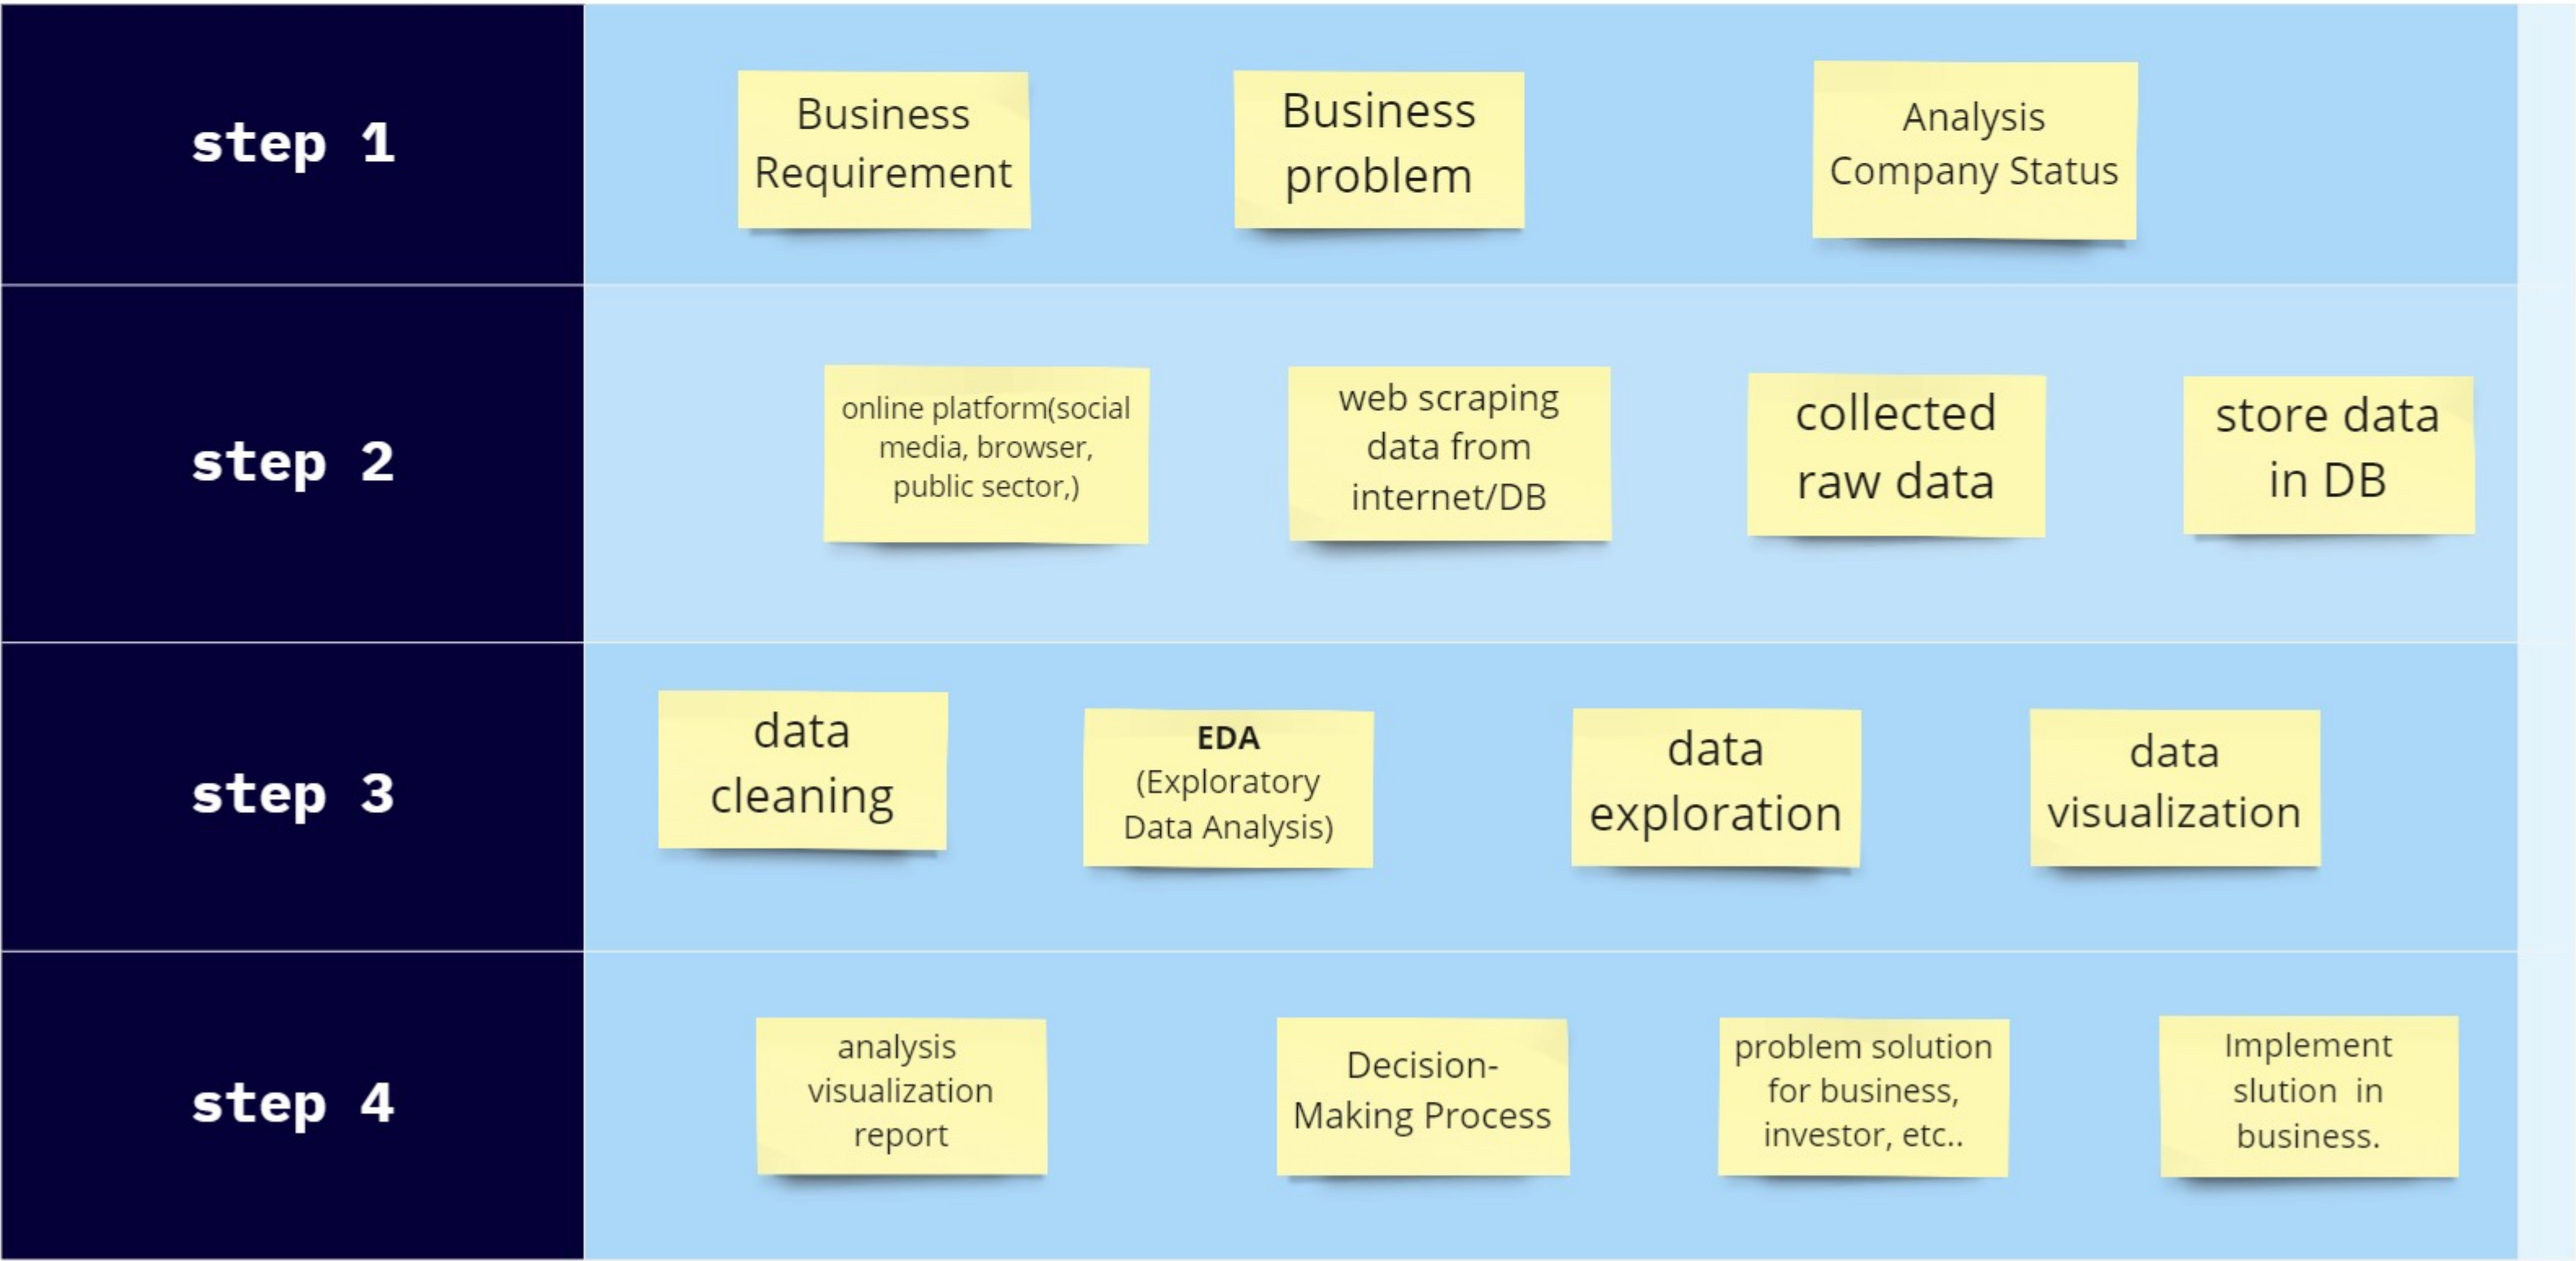 step 1
Business
Requirement
Business
problem
Analysis
Company Status
step 2
online platform(social
media, browser,
public sector,)
web scraping
data from
internet/DB
collected
raw data
store data
in DB
step 3
data
cleaning
EDA
(Exploratory
Data Analysis)
data
exploration
data
visualization
step 4
analysis
visualization
report
Decision-
Making Process
problem solution
for business,
investor, etc..
Implement
slution in
business.